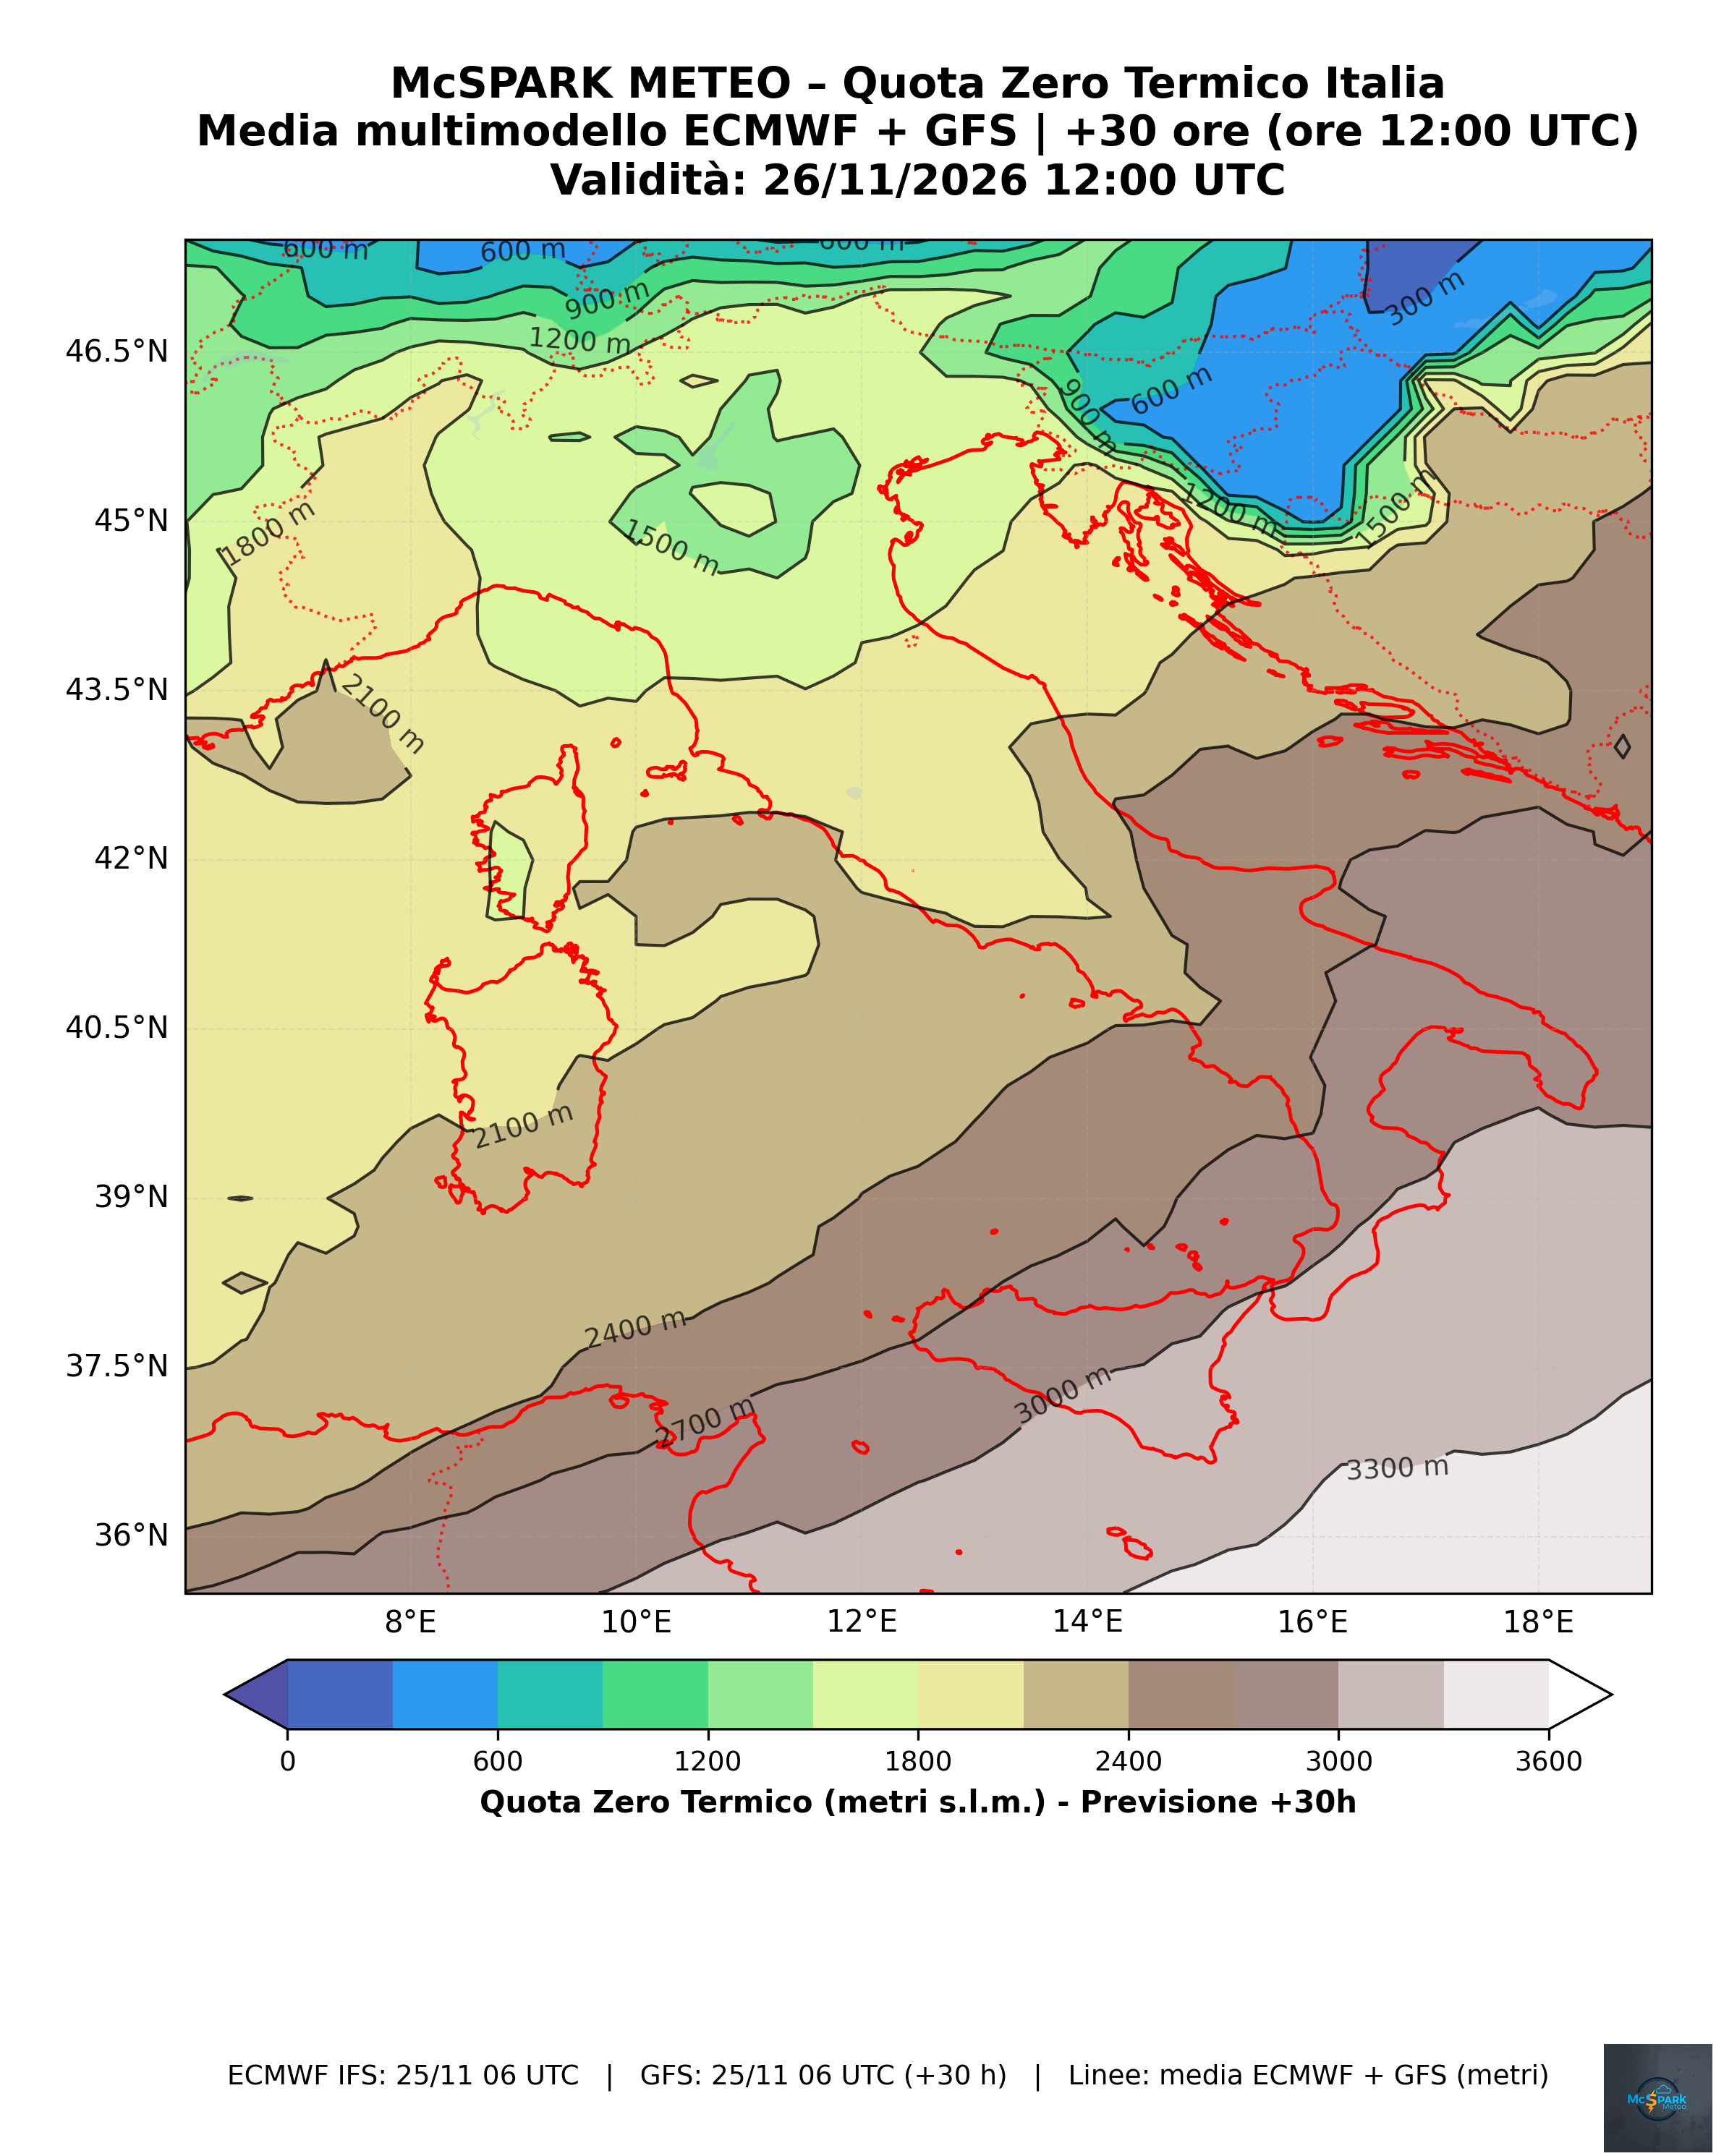 McSPARK METEO – Quota Zero Termico Italia
Media multimodello ECMWF + GFS | +30 ore (ore 12:00 UTC)
Validità: 26/11/2026 12:00 UTC
600 m
600 m
600 m
900 m
300 m
1200 m
46.5°N
900 m
600 m
1800 m
45°N
1500 m
1200 m
1500 m
2100 m
43.5°N
42°N
40.5°N
2100 m
39°N
2400 m
37.5°N
2700 m
3000 m
3300 m
36°N
8°E 10°E 12°E 14°E 16°E 18°E
0 600 1200 1800 2400 3000 3600
Quota Zero Termico (metri s.l.m.) - Previsione +30h
ECMWF IFS: 25/11 06 UTC | GFS: 25/11 06 UTC (+30 h) | Linee: media ECMWF + GFS (metri)
McSPARK
Meteo